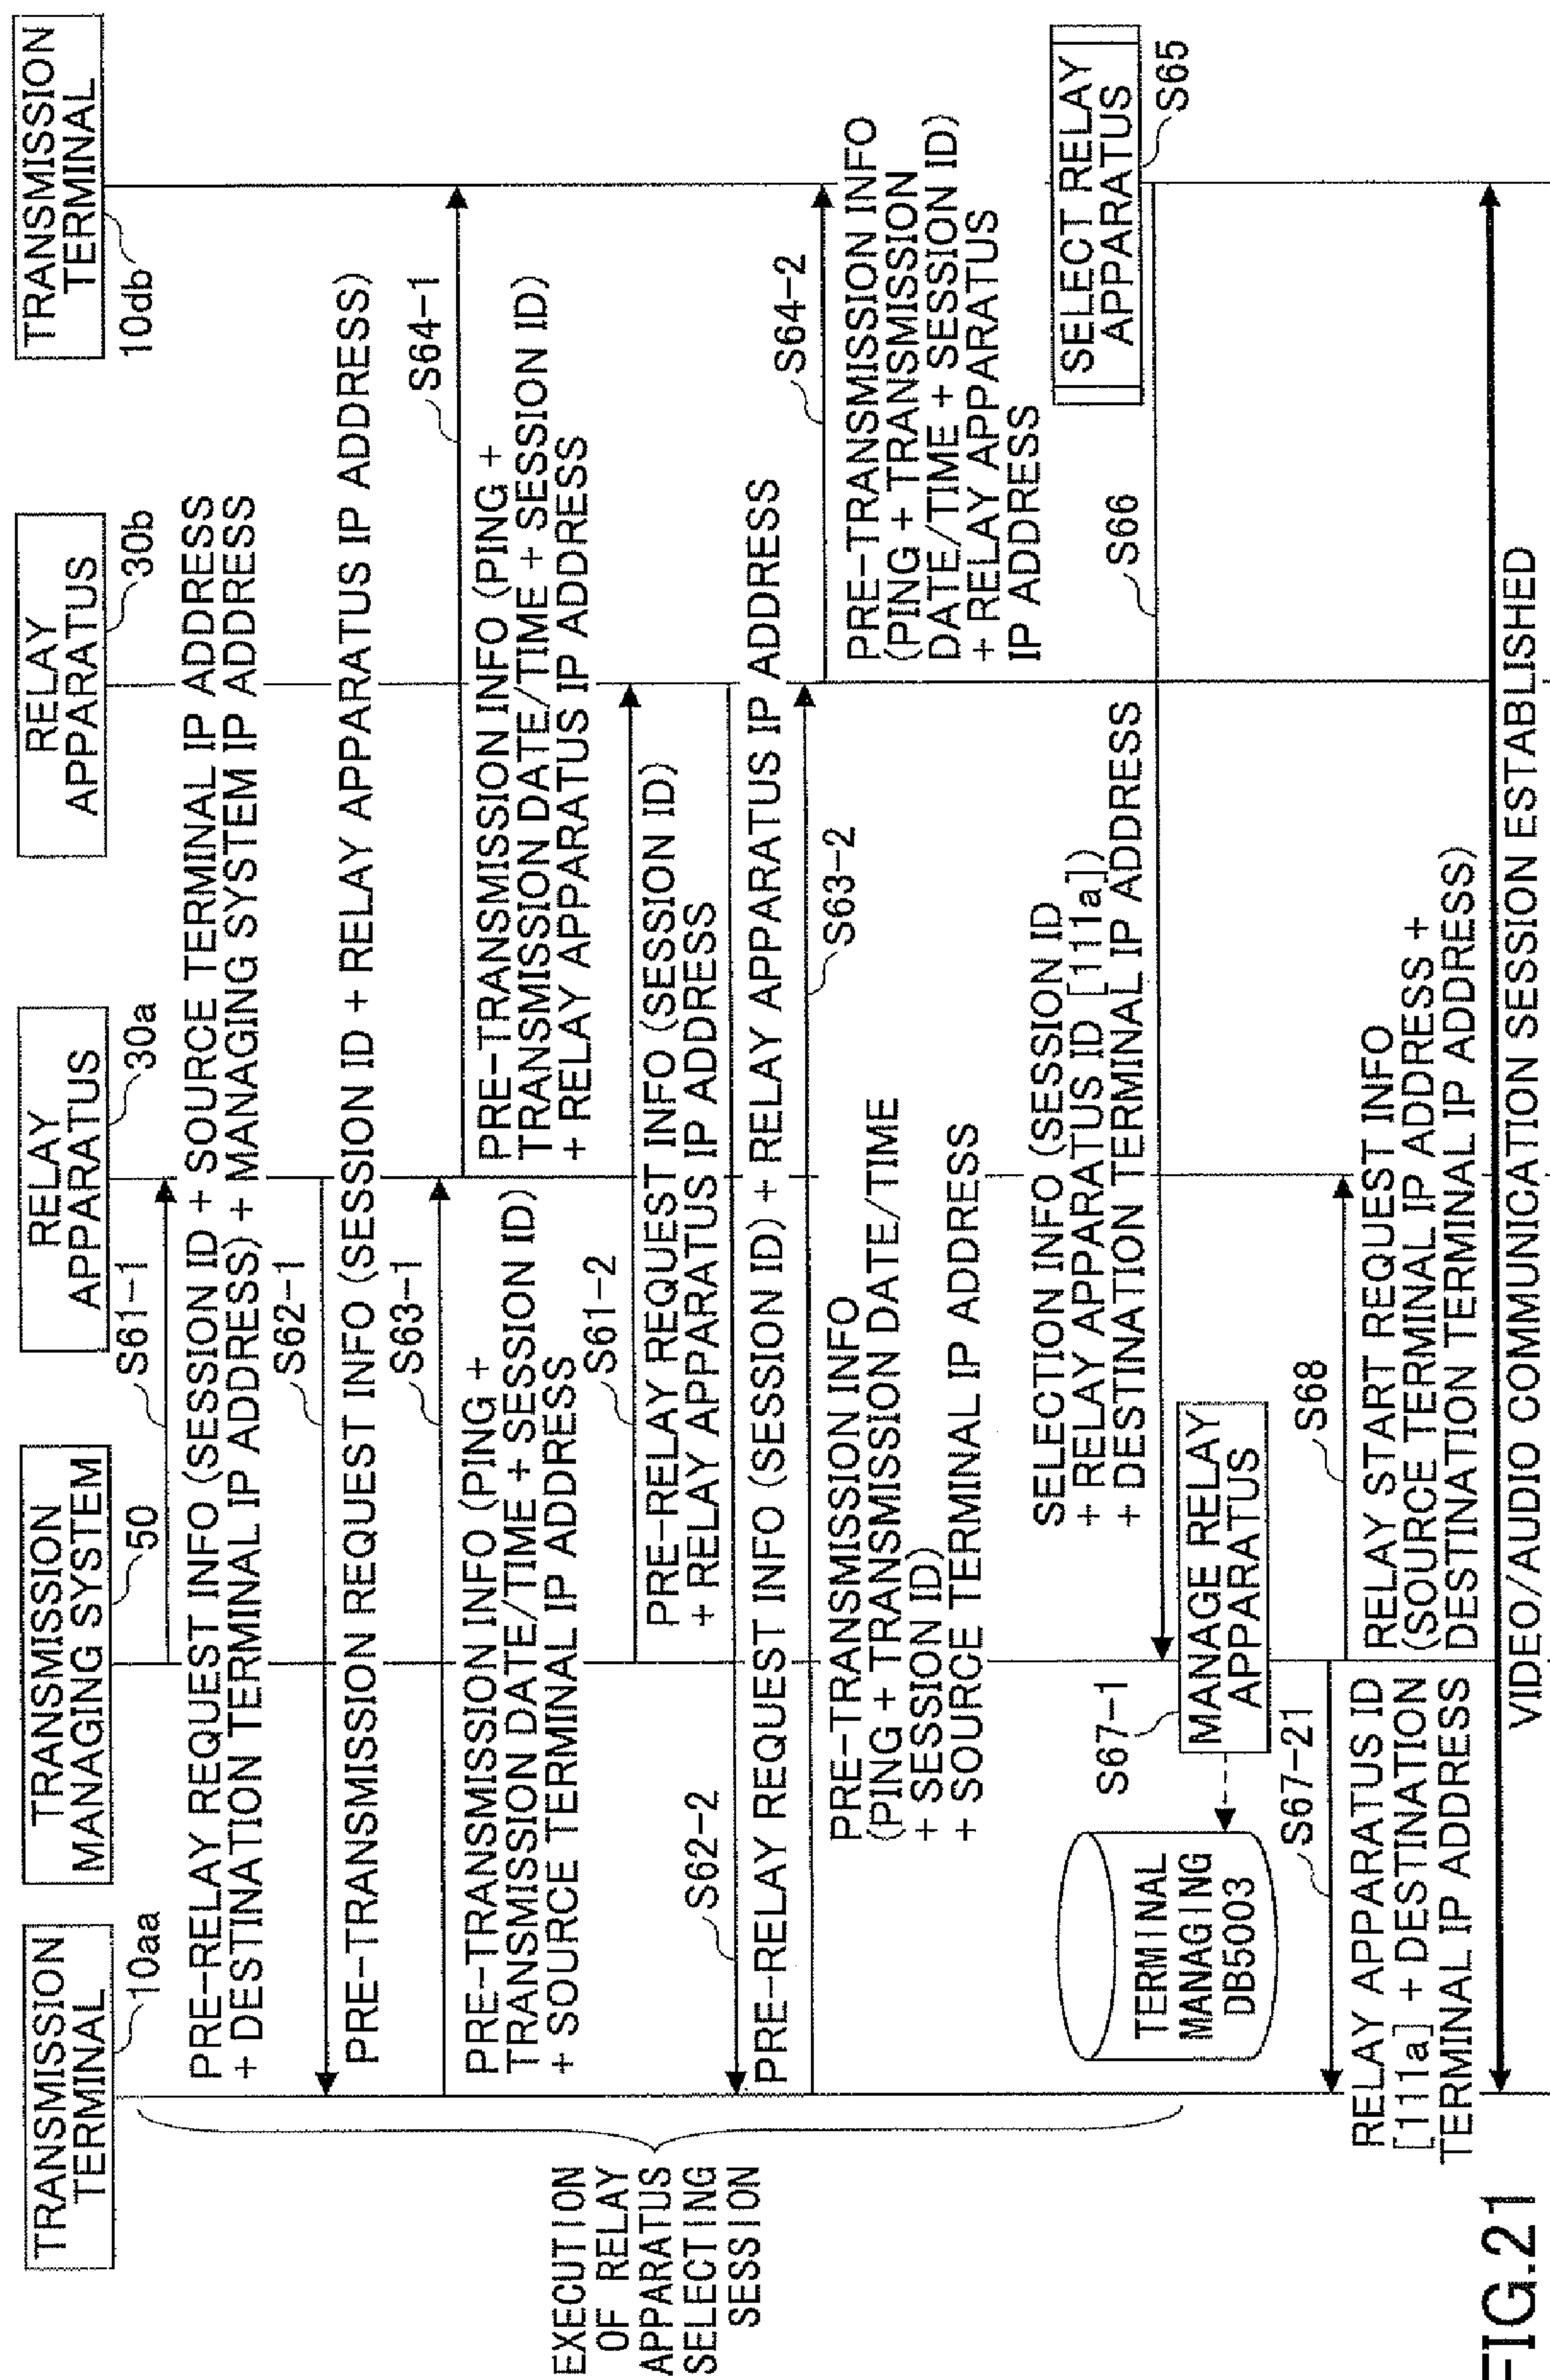 TRANSMISSION
TERMINAL
10aa
TRANSMISSION
MANAGING SYSTEM
50
RELAY
APPARATUS
30a
RELAY
APPARATUS
30b
TRANSMISSION
TERMINAL
10db
S61-1
PRE-RELAY REQUEST INFO (SESSION ID + SOURCE TERMINAL IP ADDRESS
+ DESTINATION TERMINAL IP ADDRESS) + MANAGING SYSTEM IP ADDRESS
S62-1
PRE-TRANSMISSION REQUEST INFO (SESSION ID + RELAY APPARATUS IP ADDRESS)
S63-1
PRE-TRANSMISSION INFO (PING +
TRANSMISSION DATE/TIME + SESSION ID)
+ SOURCE TERMINAL IP ADDRESS
S64-1
PRE-TRANSMISSION INFO (PING +
TRANSMISSION DATE/TIME + SESSION ID)
+ RELAY APPARATUS IP ADDRESS
S61-2
PRE-RELAY REQUEST INFO (SESSION ID)
+ RELAY APPARATUS IP ADDRESS
S62-2
PRE-RELAY REQUEST INFO (SESSION ID) + RELAY APPARATUS IP ADDRESS
S63-2
PRE-TRANSMISSION INFO
(PING + TRANSMISSION DATE/TIME
+ SESSION ID)
+ SOURCE TERMINAL IP ADDRESS
S64-2
PRE-TRANSMISSION INFO
(PING + TRANSMISSION
DATE/TIME + SESSION ID)
+ RELAY APPARATUS
IP ADDRESS
EXECUTION
OF RELAY
APPARATUS
SELECTING
SESSION
SELECT RELAY
APPARATUS
S65
S66
SELECTION INFO (SESSION ID
+ RELAY APPARATUS ID [111a])
+ DESTINATION TERMINAL IP ADDRESS
S67-1
MANAGE RELAY
APPARATUS
TERMINAL
MANAGING
DB5003
S67-21
RELAY APPARATUS ID
[111a] + DESTINATION
TERMINAL IP ADDRESS
S68
RELAY START REQUEST INFO
(SOURCE TERMINAL IP ADDRESS +
DESTINATION TERMINAL IP ADDRESS)
VIDEO/AUDIO COMMUNICATION SESSION ESTABLISHED
FIG.21